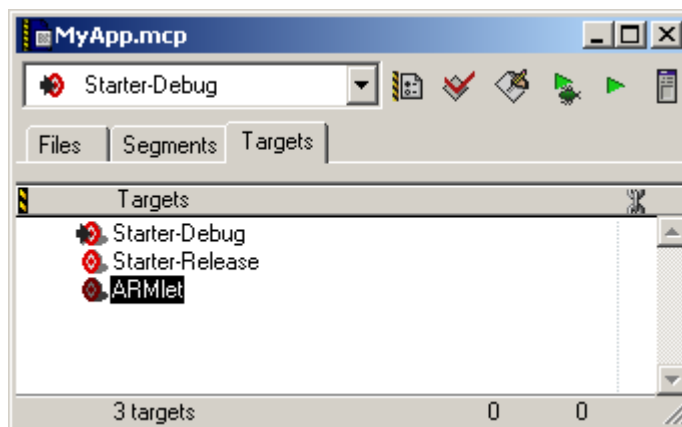 MyApp.mcp
Starter-Debug
Files Segments Targets
Targets
Starter-Debug
Starter-Release
ARMlet
3 targets 0 0